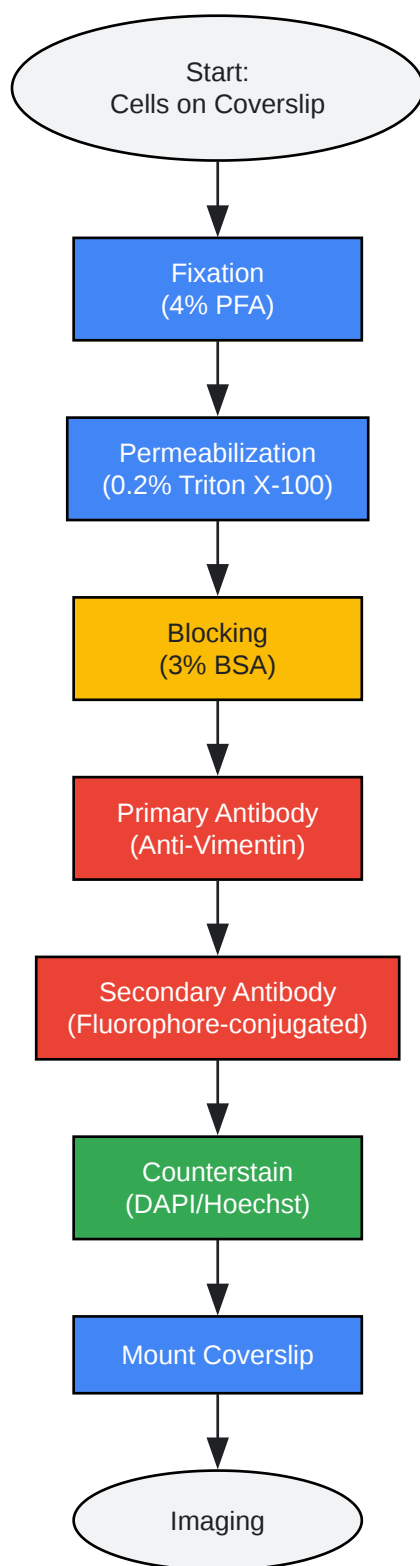 Start:
Cells on Coverslip
Fixation
(4% PFA)
Permeabilization
(0.2% Triton X-100)
Blocking
(3% BSA)
Primary Antibody
(Anti-Vimentin)
Secondary Antibody
(Fluorophore-conjugated)
Counterstain
(DAPI/Hoechst)
Mount Coverslip
Imaging